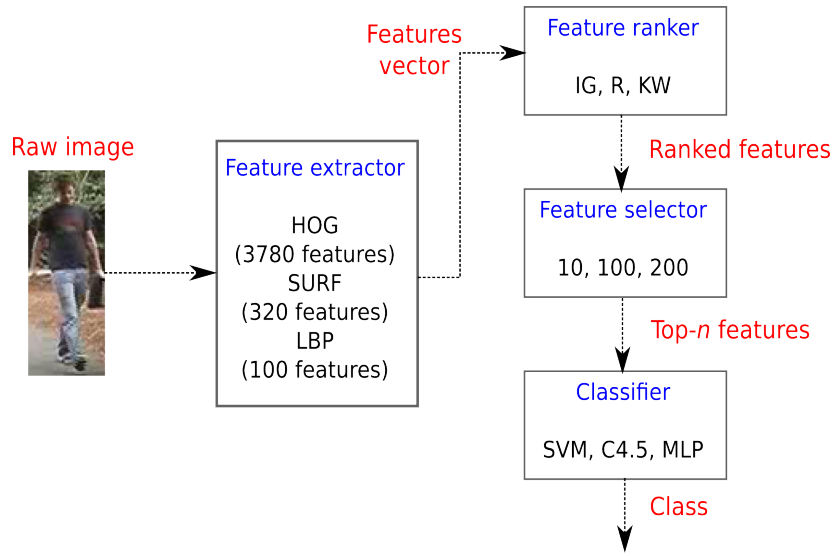 Raw image
Feature extractor
HOG
(3780 features)
SURF
(320 features)
LBP
(100 features)
Features
vector
Feature ranker
IG, R, KW
Ranked features
Feature selector
10, 100, 200
Top-n features
Classifier
SVM, C4.5, MLP
Class